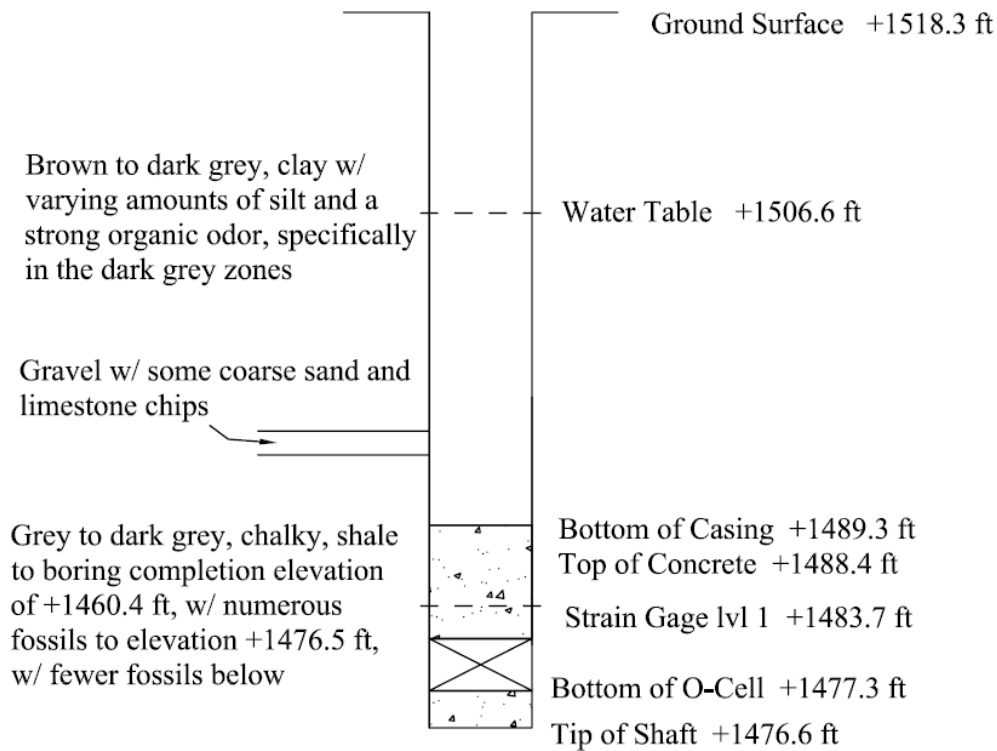 Ground Surface +1518.3 ft
Brown to dark grey, clay w/
varying amounts of silt and a
strong organic odor, specifically
in the dark grey zones
Water Table +1506.6 ft
Gravel w/ some coarse sand and
limestone chips
Grey to dark grey, chalky, shale
to boring completion elevation
of +1460.4 ft, w/ numerous
fossils to elevation +1476.5 ft,
w/ fewer fossils below
Bottom of Casing +1489.3 ft
Top of Concrete +1488.4 ft
Strain Gage lvl 1 +1483.7 ft
Bottom of O-Cell +1477.3 ft
Tip of Shaft +1476.6 ft